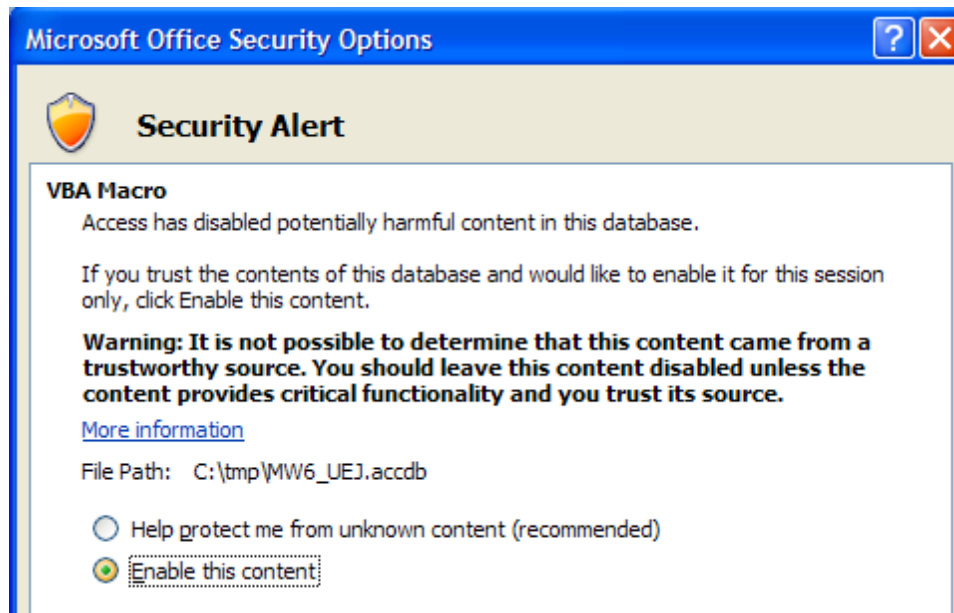 Microsoft Office Security Options
Security Alert
VBA Macro
Access has disabled potentially harmful content in this database.
If you trust the contents of this database and would like to enable it for this session
only, click Enable this content.
Warning: It is not possible to determine that this content came from a
trustworthy source. You should leave this content disabled unless the
content provides critical functionality and you trust its source.
More information
File Path: C:\tmp\MW6_UEJ.accdb
Help protect me from unknown content (recommended)
Enable this content